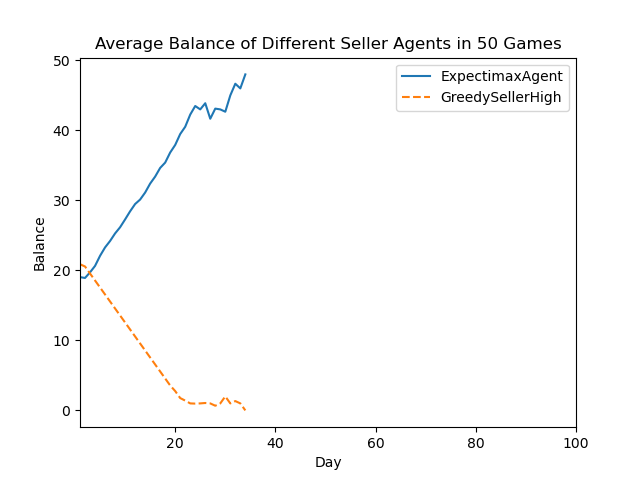 Average Balance of Different Seller Agents in 50 Games
ExpectimaxAgent
GreedySellerHigh
Balance
50
40
30
20
10
0
20 40 60 80 100
Day